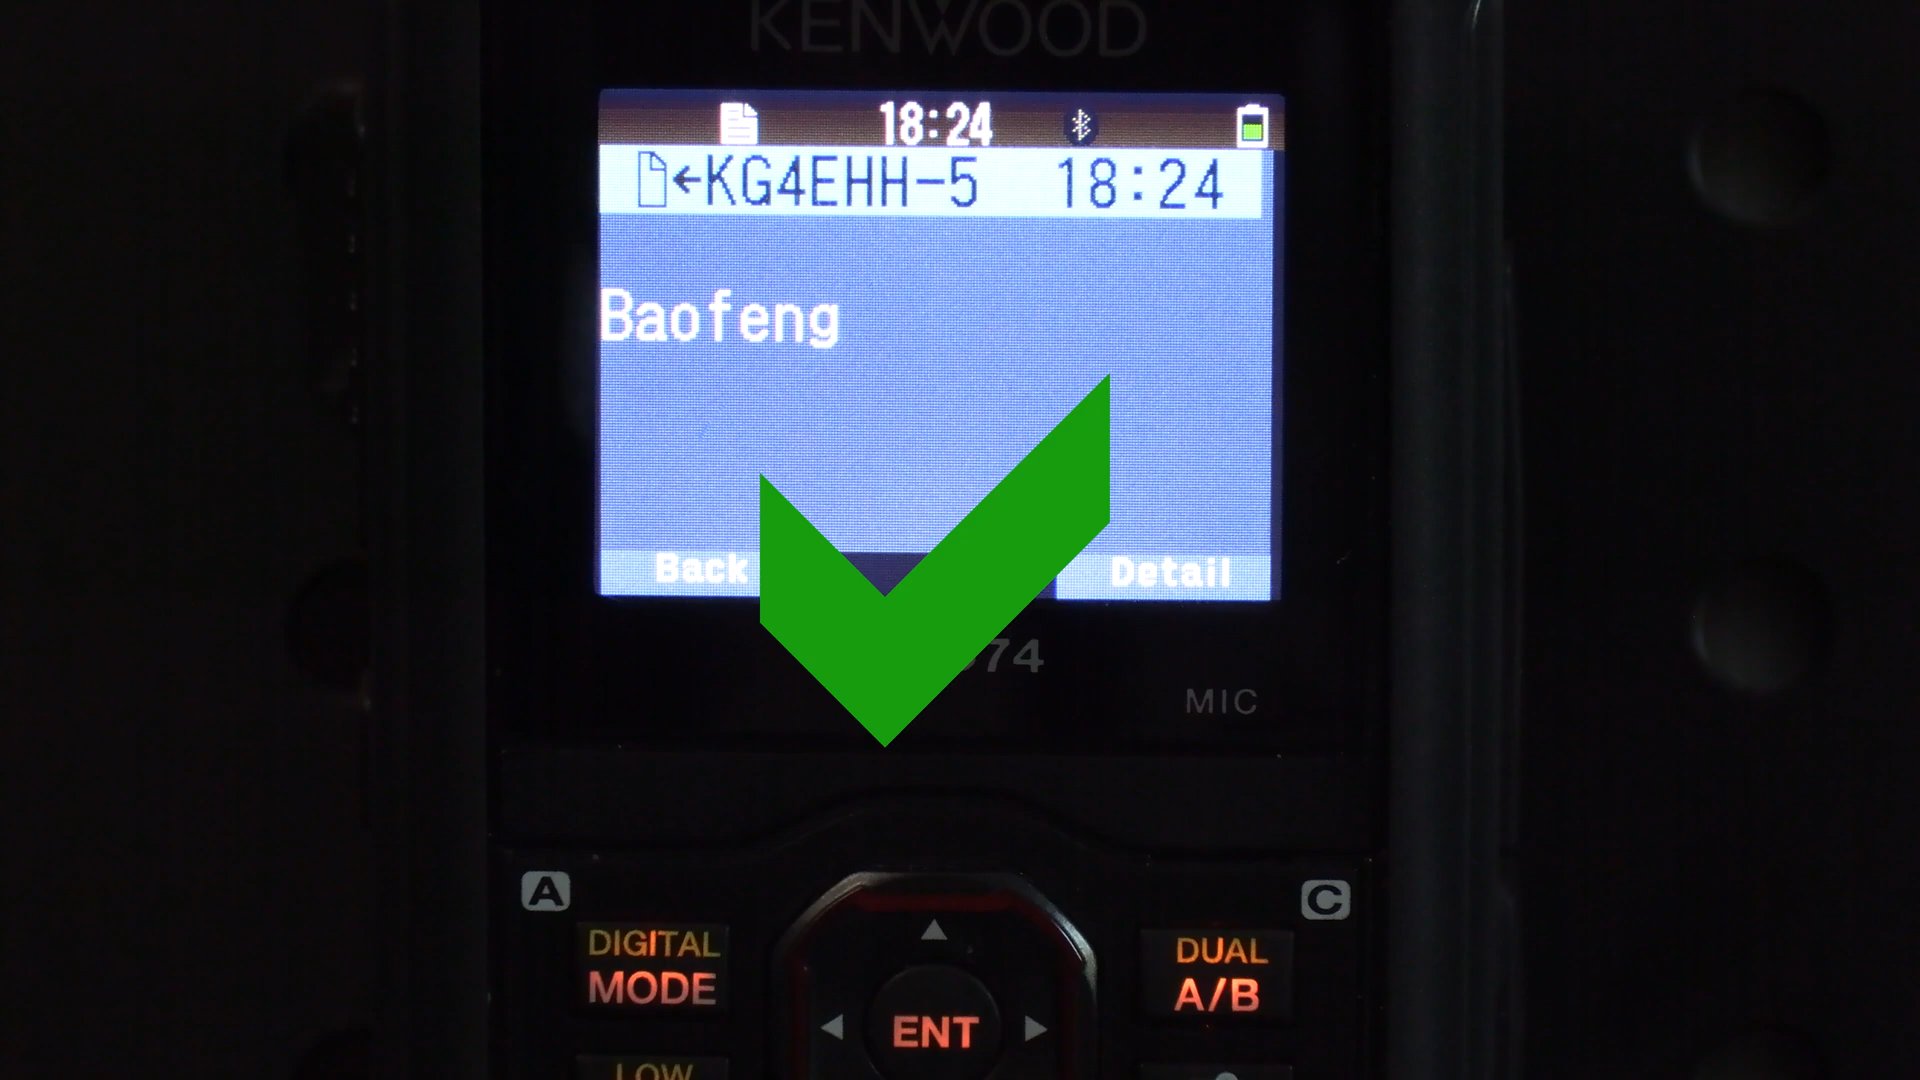 KENWOOD
18:24
←KG4EHH-5 18:24
Baofeng
Back Detail
74
MIC
A
C
DIGITAL
MODE
DUAL
A/B
ENT
LOW